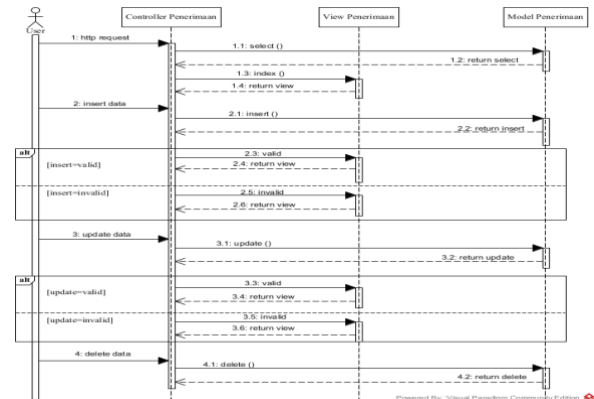 Controller Penerimaan
View Penerimaan
Model Penerimaan
User
1: http request
1.1: select ()
1.2: return select
1.3: index ()
1.4: return view
2: insert data
2.1: insert ()
2.2: return insert
alt
[insert=valid]
2.3: valid
2.4: return view
[insert=invalid]
2.5: invalid
2.6: return view
3: update data
3.1: update ()
3.2: return update
alt
[update=valid]
3.3: valid
3.4: return view
[update=invalid]
3.5: invalid
3.6: return view
4: delete data
4.1: delete ()
4.2: return delete
Powered By: Visual Paradigm Community Edition